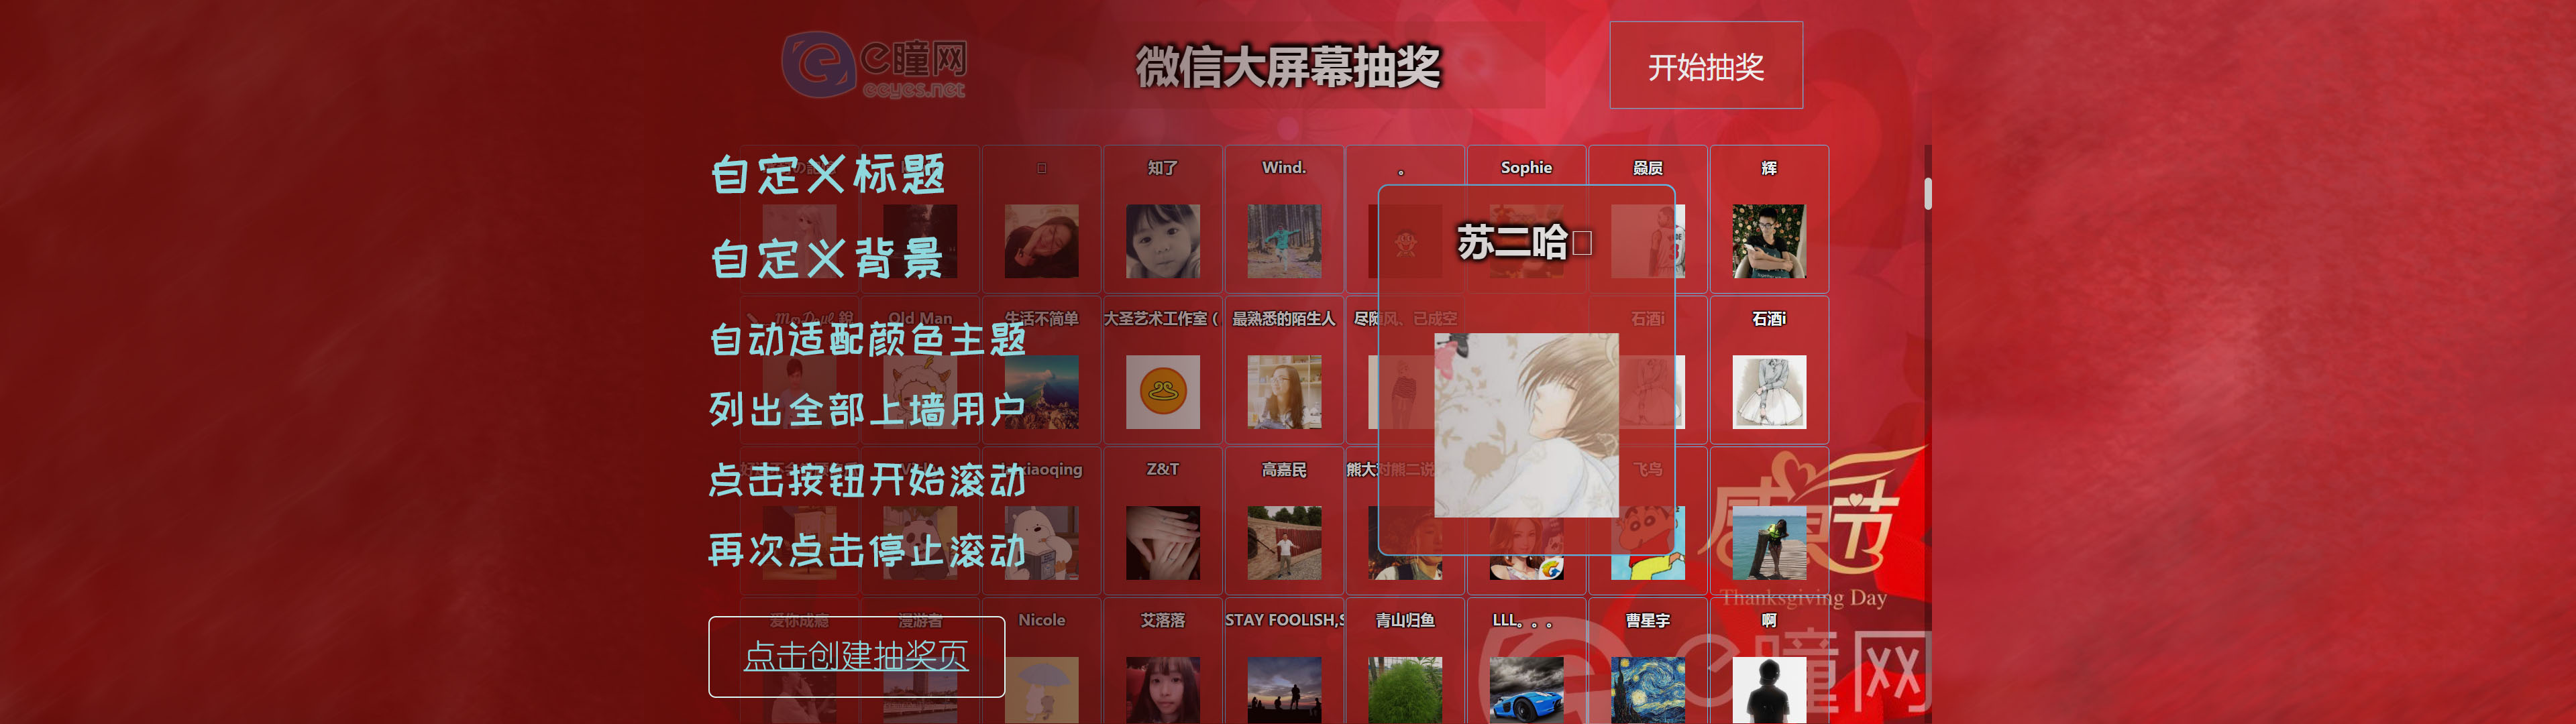 e瞳网
eeyes.net
微信大屏幕抽奖
开始抽奖
自定义标题
自定义背景
自动适配颜色主题
列出全部上墙用户
点击按钮开始滚动
再次点击停止滚动
点击创建抽奖页
知了
Wind.
。
Sophie
辉
苏二哈
Old Man
生活不简单
大圣艺术工作室（
最熟悉的陌生人
尽随风、已成空
石酒i
石酒i
xiaoqing
Z&T
高嘉民
熊大对熊二说
飞鸟
感恩节
Thanksgiving Day
爱你成瘾
漫游者
Nicole
艾落落
STAY FOOLISH,S
青山归鱼
LLL。。。
曹星宇
啊
e瞳网